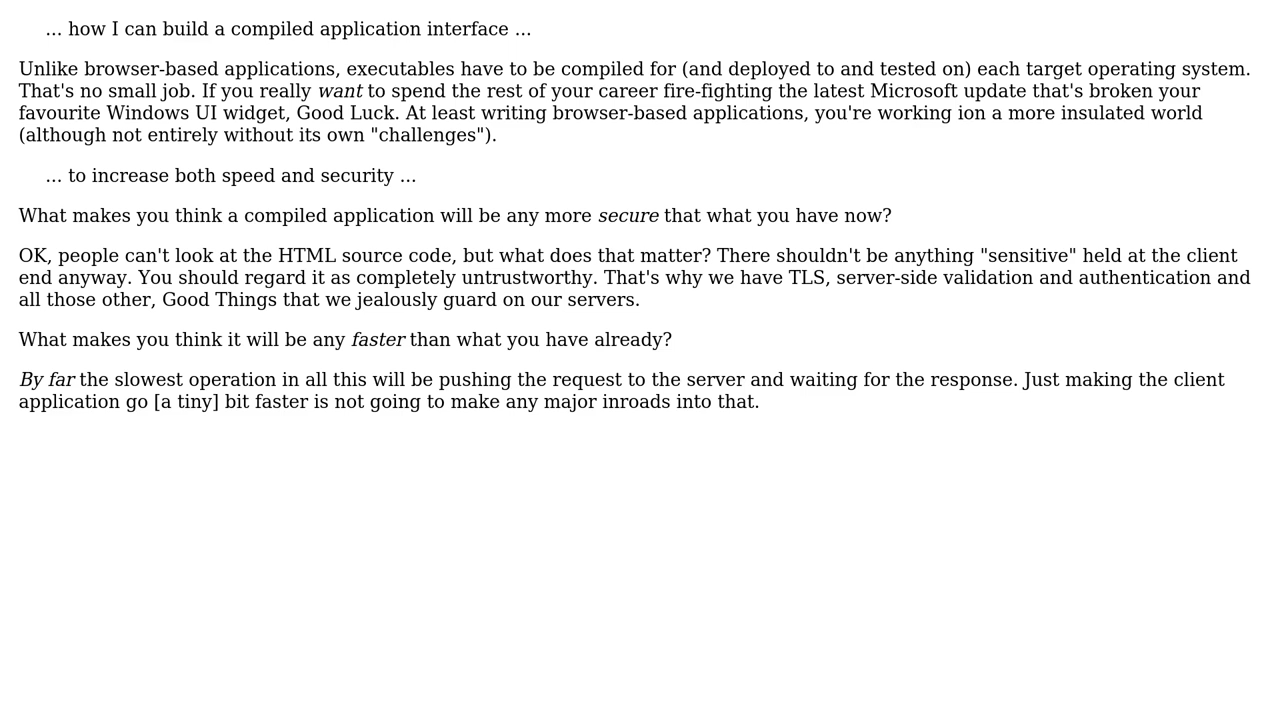 ... how I can build a compiled application interface ...
Unlike browser-based applications, executables have to be compiled for (and deployed to and tested on) each target operating system.
That's no small job. If you really want to spend the rest of your career fire-fighting the latest Microsoft update that's broken your
favourite Windows UI widget, Good Luck. At least writing browser-based applications, you're working ion a more insulated world
(although not entirely without its own "challenges").
... to increase both speed and security ...
What makes you think a compiled application will be any more secure that what you have now?
OK, people can't look at the HTML source code, but what does that matter? There shouldn't be anything "sensitive" held at the client
end anyway. You should regard it as completely untrustworthy. That's why we have TLS, server-side validation and authentication and
all those other, Good Things that we jealously guard on our servers.
What makes you think it will be any faster than what you have already?
By far the slowest operation in all this will be pushing the request to the server and waiting for the response. Just making the client
application go [a tiny] bit faster is not going to make any major inroads into that.